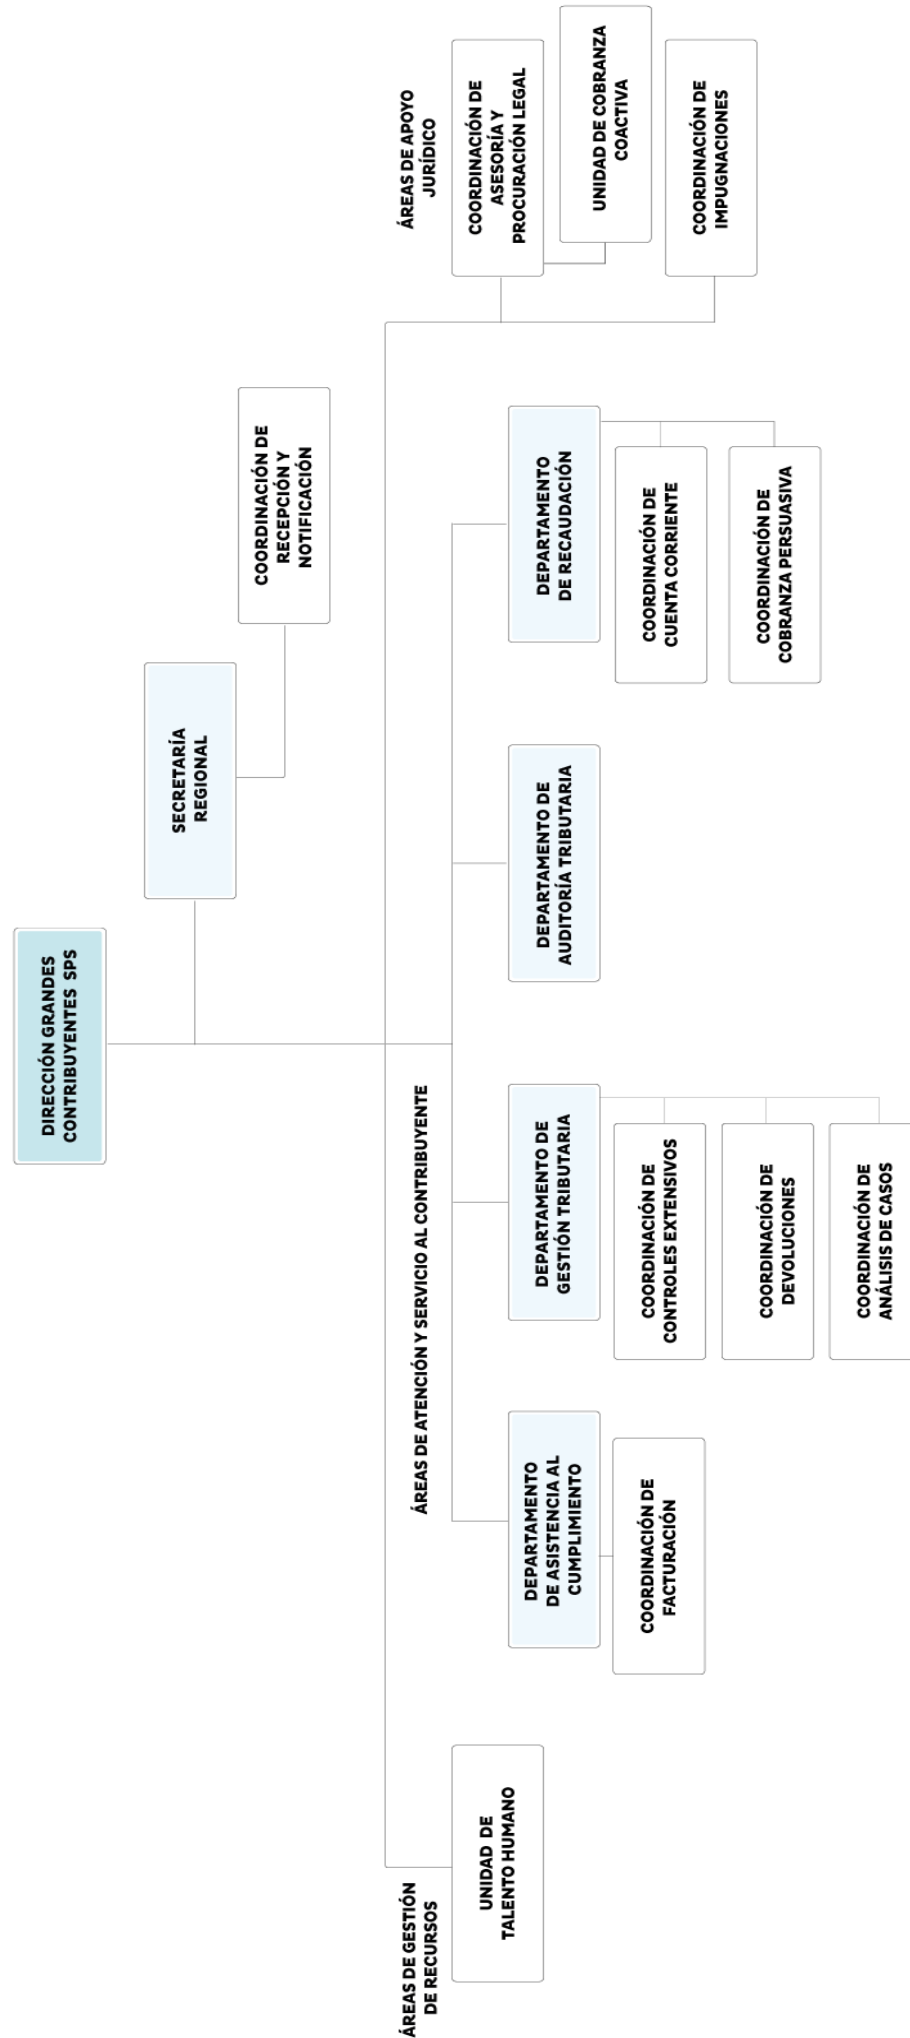 DIRECCIÓN GRANDES
CONTRIBUYENTES SPS
SECRETARÍA
REGIONAL
COORDINACIÓN DE
RECEPCIÓN Y
NOTIFICACIÓN
ÁREAS DE GESTIÓN
DE RECURSOS
UNIDAD DE
TALENTO HUMANO
ÁREAS DE ATENCIÓN Y SERVICIO AL CONTRIBUYENTE
DEPARTAMENTO
DE ASISTENCIA AL
CUMPLIMIENTO
COORDINACIÓN DE
FACTURACIÓN
DEPARTAMENTO DE
GESTIÓN TRIBUTARIA
COORDINACIÓN DE
CONTROLES EXTENSIVOS
COORDINACIÓN DE
DEVOLUCIONES
COORDINACIÓN DE
ANÁLISIS DE CASOS
DEPARTAMENTO DE
AUDITORÍA TRIBUTARIA
DEPARTAMENTO
DE RECAUDACIÓN
COORDINACIÓN DE
CUENTA CORRIENTE
COORDINACIÓN DE
COBRANZA PERSUASIVA
ÁREAS DE APOYO
JURÍDICO
COORDINACIÓN DE
ASESORÍA Y
PROCURACIÓN LEGAL
UNIDAD DE COBRANZA
COACTIVA
COORDINACIÓN DE
IMPUGNACIONES